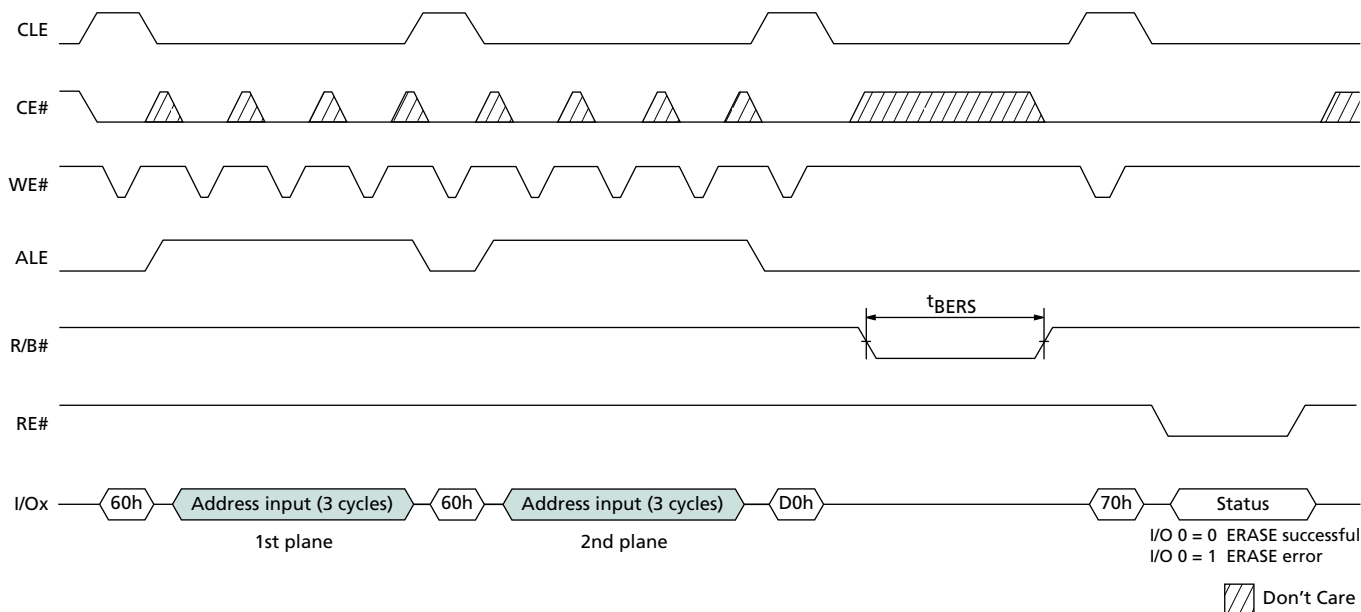 CLE
CE#
WE#
ALE
tBERS
R/B#
RE#
I/Ox
60h
Address input (3 cycles)
60h
Address input (3 cycles)
D0h
70h
Status
1st plane
2nd plane
I/O 0 = 0 ERASE successful
I/O 0 = 1 ERASE error
Don't Care